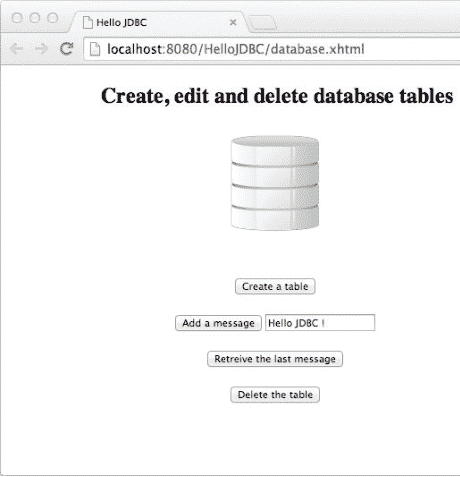 Hello JDBC
localhost:8080/HelloJDBC/database.xhtml
Create, edit and delete database tables
Create a table
Add a message Hello JDBC !
Retreive the last message
Delete the table